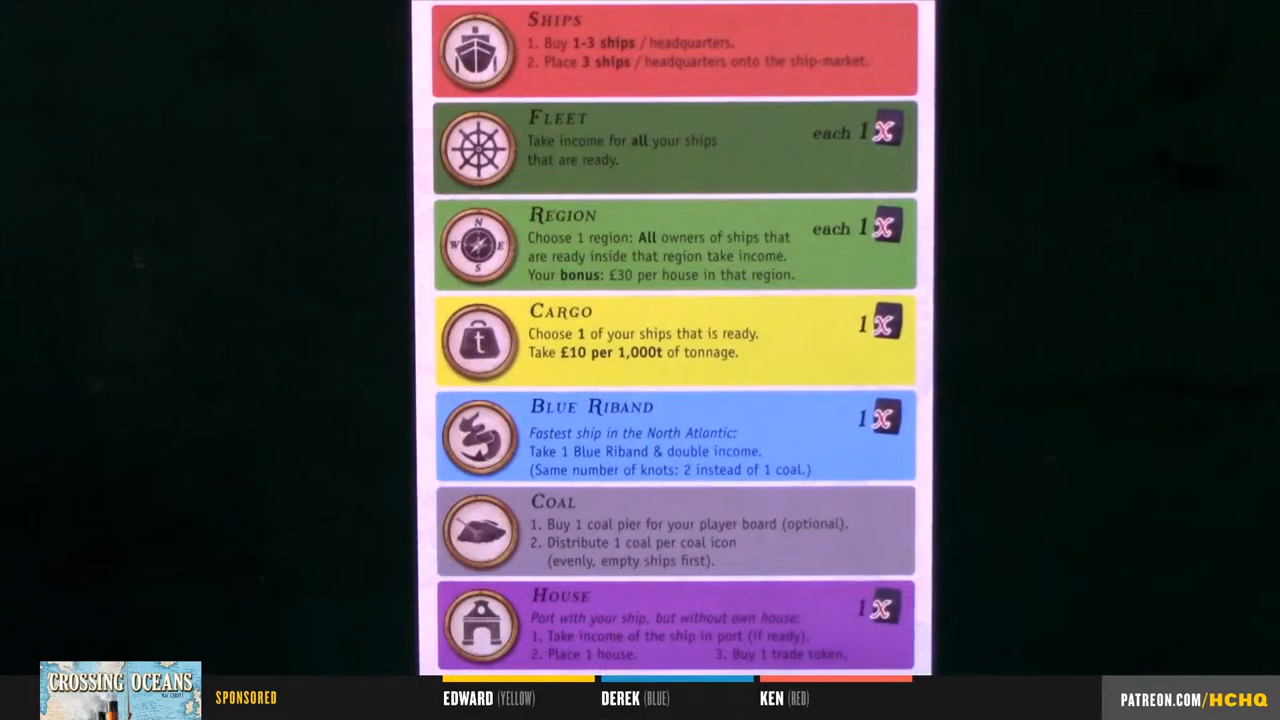 SHIPS
1. Buy 1-3 ships / headquarters.
2. Place 3 ships / headquarters onto the ship-market.
FLEET
each 1
Take income for all your ships
that are ready.
REGION
N
W E
S
each 1
Choose 1 region: All owners of ships that
are ready inside that region take income.
Your bonus: £30 per house in that region.
CARGO
t
1
Choose 1 of your ships that is ready.
Take £10 per 1,000t of tonnage.
BLUE RIBAND
1
Fastest ship in the North Atlantic:
Take 1 Blue Riband & double income.
(Same number of knots: 2 instead of 1 coal.)
COAL
1. Buy 1 coal pier for your player board (optional).
2. Distribute 1 coal per coal icon
(evenly, empty ships first).
HOUSE
1
Port with your ship, but without own house:
1. Take income of the ship in port (if ready).
2. Place 1 house. 3. Buy 1 trade token.
CROSSING OCEANS
MAC GERDTS
SPONSORED
EDWARD (YELLOW)
DEREK (BLUE)
KEN (RED)
PATREON.COM/HCHQ